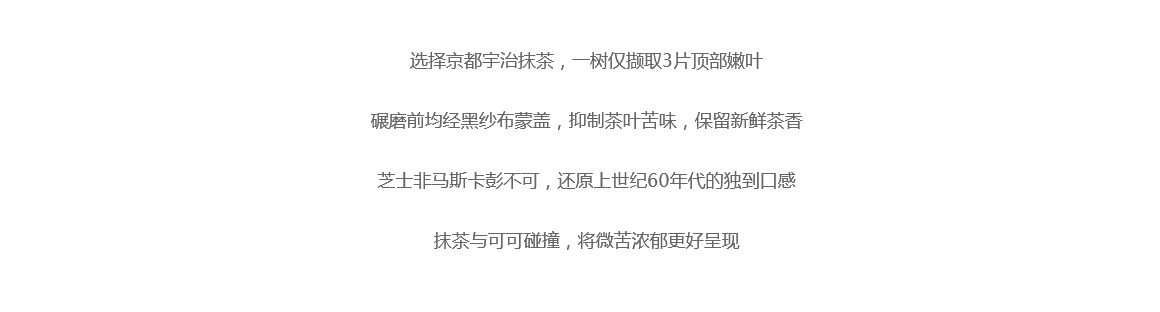 选择京都宇治抹茶，一树仅撷取3片顶部嫩叶
碾磨前均经黑纱布蒙盖，抑制茶叶苦味，保留新鲜茶香
芝士非马斯卡彭不可，还原上世纪60年代的独到口感
抹茶与可可碰撞，将微苦浓郁更好呈现